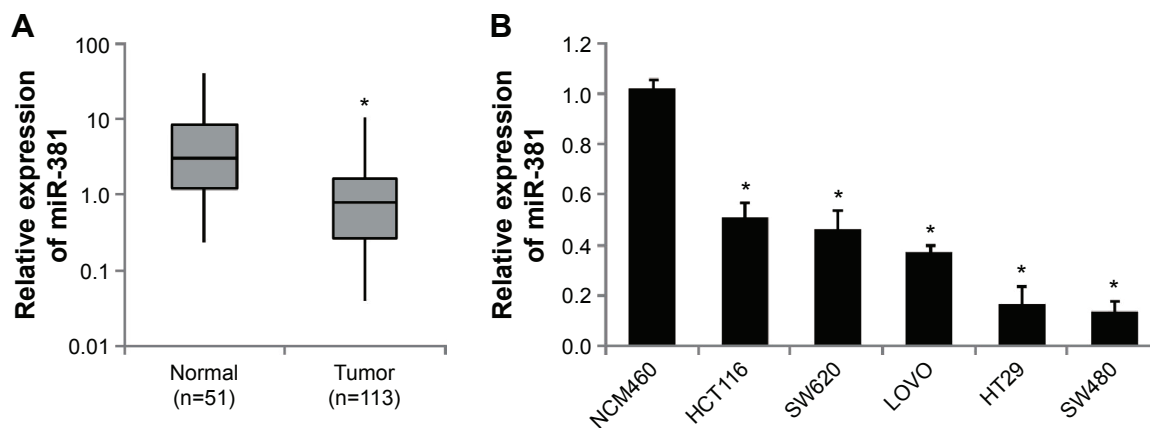 A
Relative expression
of miR-381
100
10
1.0
0.1
0.01
*
Normal
(n=51)
Tumor
(n=113)
B
Relative expression
of miR-381
1.2
1.0
0.8
0.6
0.4
0.2
0.0
*
*
*
*
*
NCM460
HCT116
SW620
LOVO
HT29
SW480